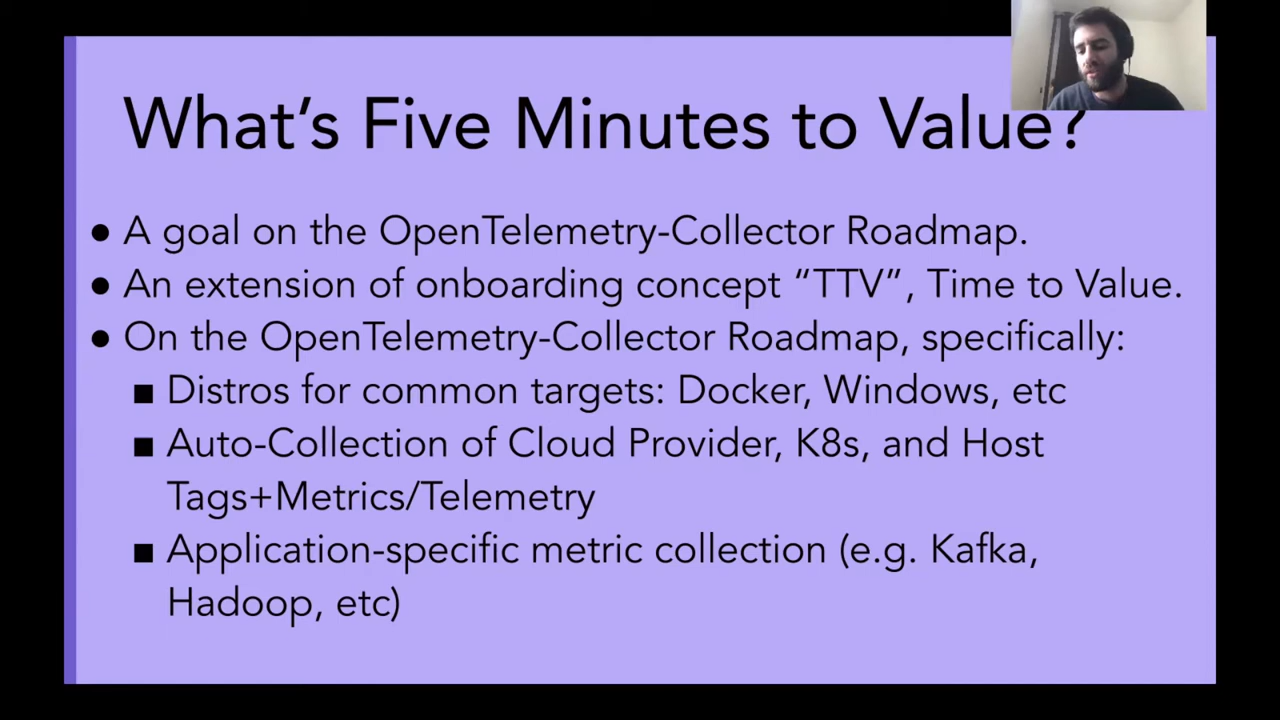 What’s Five Minutes to Value?
● A goal on the OpenTelemetry-Collector Roadmap.
● An extension of onboarding concept “TTV”, Time to Value.
● On the OpenTelemetry-Collector Roadmap, specifically:
■ Distros for common targets: Docker, Windows, etc
■ Auto-Collection of Cloud Provider, K8s, and Host
Tags+Metrics/Telemetry
■ Application-specific metric collection (e.g. Kafka,
Hadoop, etc)